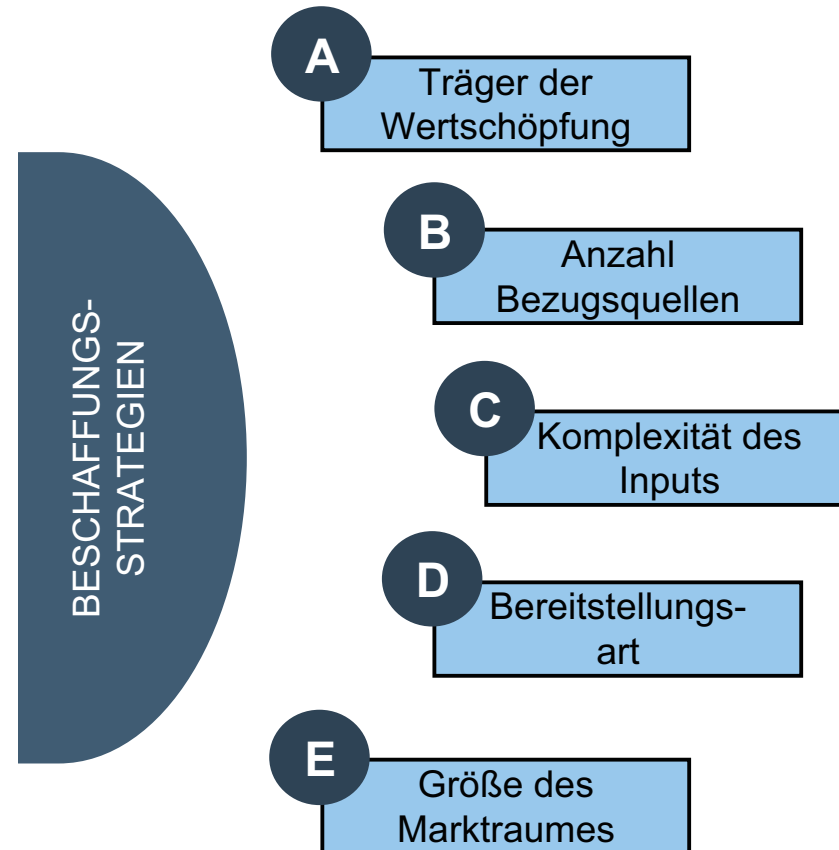 BESCHAFFUNGS-
STRATEGIEN
A
Träger der
Wertschöpfung
B
Anzahl
Bezugsquellen
C
Komplexität des
Inputs
D
Bereitstellungs-
art
E
Größe des
Marktraumes